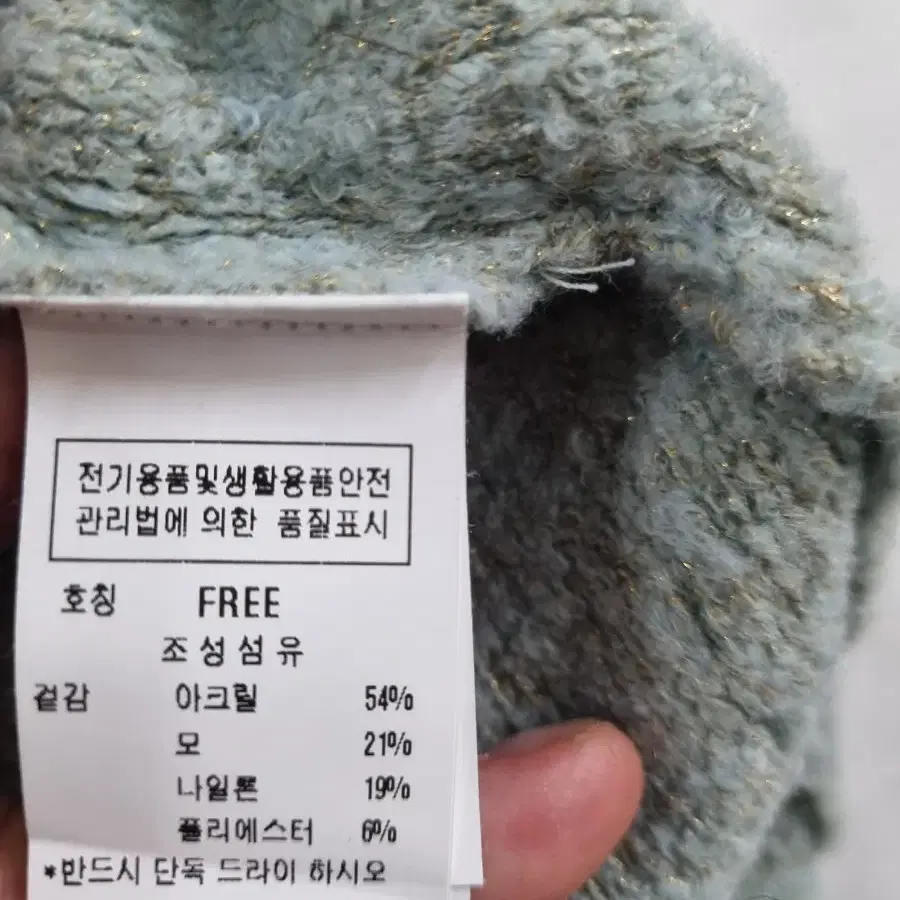 전기용품및생활용품안전
관리법에 의한 품질표시
호칭 FREE
조성섬유
겉감 아크릴 54%
모 21%
나일론 19%
폴리에스터 6%
*반드시 단독 드라이 하시오